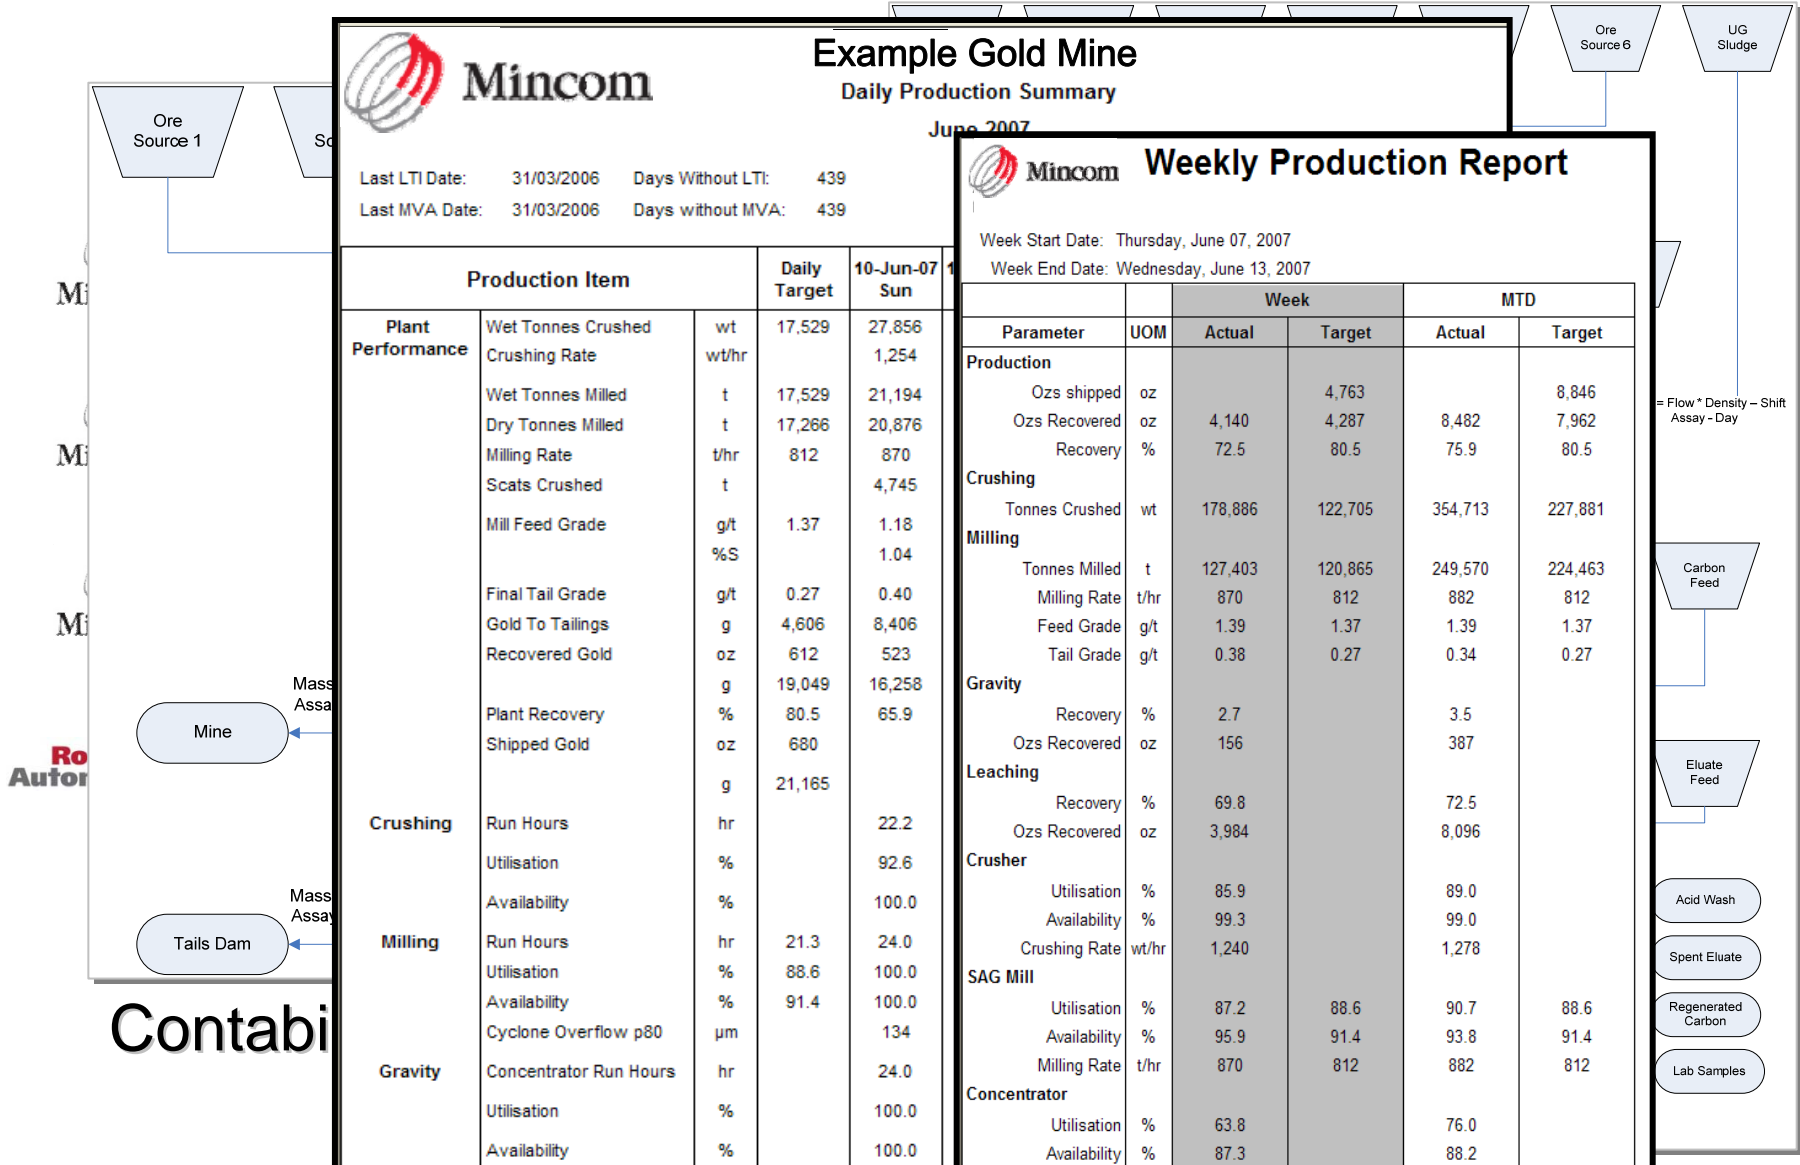 Ore
Source 6
UG
Sludge
Ore
Source 1
Mine
Tails Dam
Mass
= Flow * Density – Shift
Assay - Day
Carbon
Feed
Eluate
Feed
Acid Wash
Spent Eluate
Regenerated
Carbon
Lab Samples
Mincom
Example Gold Mine
Daily Production Summary
June 2007
Last LTI Date: 31/03/2006 Days Without LTI: 439
Last MVA Date: 31/03/2006 Days without MVA: 439
Production Item Daily Target 10-Jun-07 Sun
Plant Performance
Wet Tonnes Crushed wt 17,529 27,856
Crushing Rate wt/hr 1,254
Wet Tonnes Milled t 17,529 21,194
Dry Tonnes Milled t 17,266 20,876
Milling Rate t/hr 812 870
Scats Crushed t 4,745
Mill Feed Grade g/t 1.37 1.18
%S 1.04
Final Tail Grade g/t 0.27 0.40
Gold To Tailings g 4,606 8,406
Recovered Gold oz 612 523
g 19,049 16,258
Plant Recovery % 80.5 65.9
Shipped Gold oz 680
g 21,165
Crushing Run Hours hr 22.2
Utilisation % 92.6
Availability % 100.0
Milling Run Hours hr 21.3 24.0
Utilisation % 88.6 100.0
Availability % 91.4 100.0
Cyclone Overflow p80 µm 134
Gravity Concentrator Run Hours hr 24.0
Utilisation % 100.0
Availability % 100.0
Mincom Weekly Production Report
Week Start Date: Thursday, June 07, 2007
Week End Date: Wednesday, June 13, 2007
Week MTD
Parameter UOM Actual Target Actual Target
Production
Ozs shipped oz 4,763 8,846
Ozs Recovered oz 4,140 4,287 8,482 7,962
Recovery % 72.5 80.5 75.9 80.5
Crushing
Tonnes Crushed wt 178,886 122,705 354,713 227,881
Milling
Tonnes Milled t 127,403 120,865 249,570 224,463
Milling Rate t/hr 870 812 882 812
Feed Grade g/t 1.39 1.37 1.39 1.37
Tail Grade g/t 0.38 0.27 0.34 0.27
Gravity
Recovery % 2.7 3.5
Ozs Recovered oz 156 387
Leaching
Recovery % 69.8 72.5
Ozs Recovered oz 3,984 8,096
Crusher
Utilisation % 85.9 89.0
Availability % 99.3 99.0
Crushing Rate wt/hr 1,240 1,278
SAG Mill
Utilisation % 87.2 88.6 90.7 88.6
Availability % 95.9 91.4 93.8 91.4
Milling Rate t/hr 870 812 882 812
Concentrator
Utilisation % 63.8 76.0
Availability % 87.3 88.2